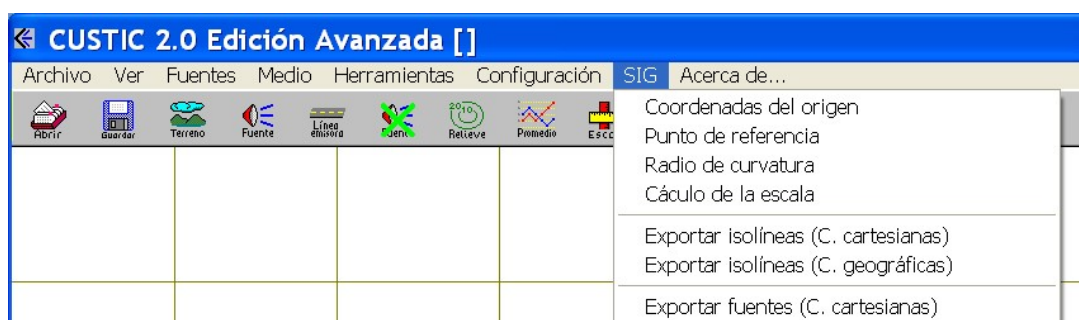 CUSTIC 2.0 Edición Avanzada []
Archivo Ver Fuentes Medio Herramientas Configuración SIG Acerca de...
Abrir Guardar Terreno Fuente Línea emisora Relieve Promedio
Coordenadas del origen
Punto de referencia
Radio de curvatura
Cáculo de la escala
Exportar isolíneas (C. cartesianas)
Exportar isolíneas (C. geográficas)
Exportar fuentes (C. cartesianas)